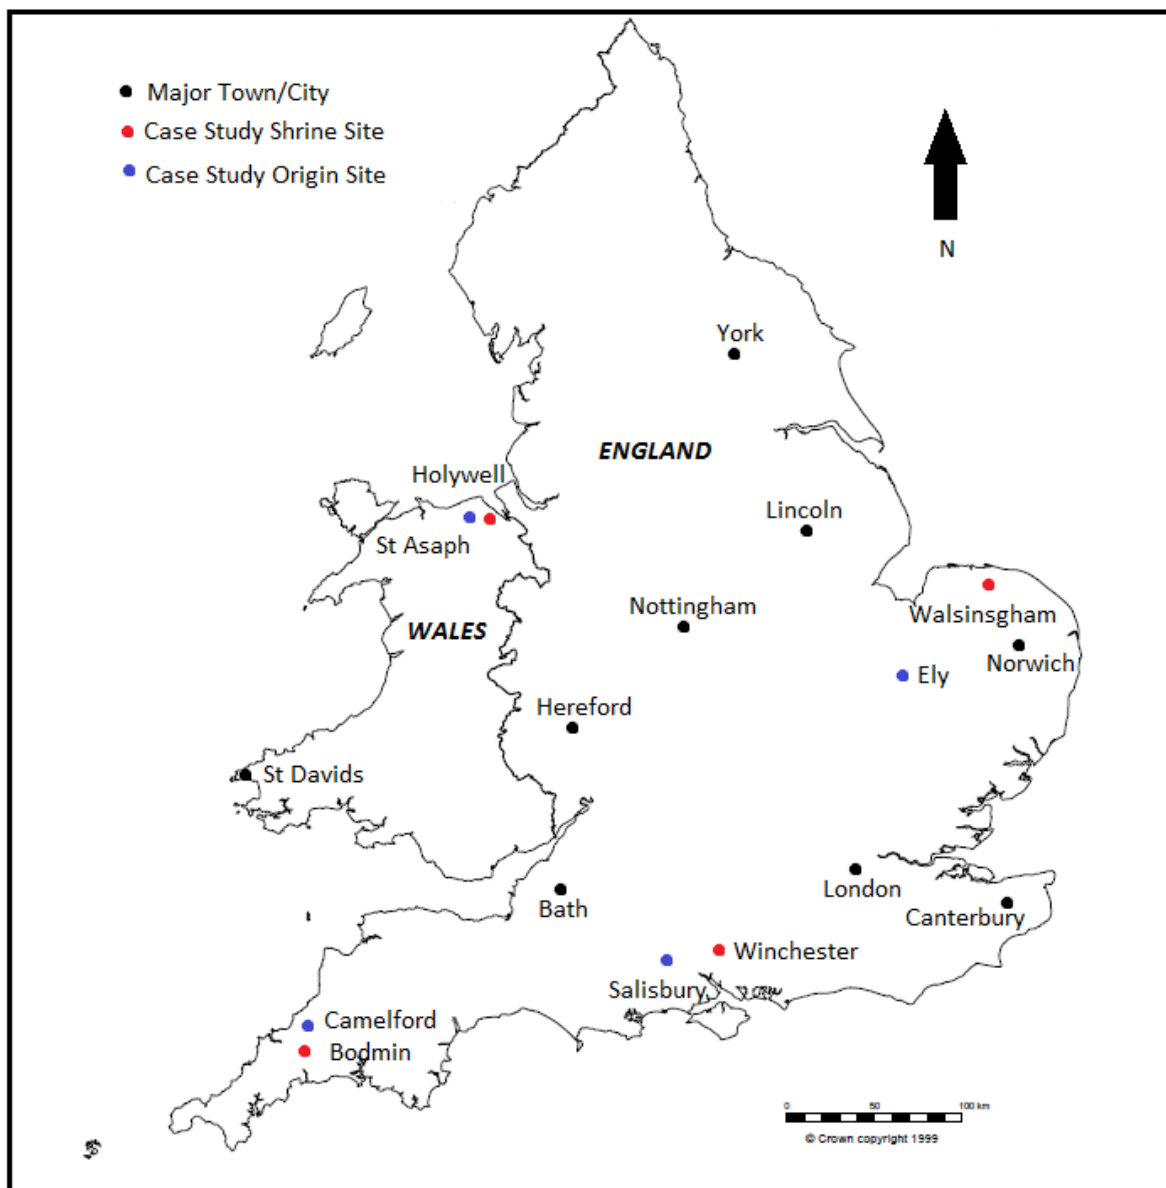 Major Town/City
Case Study Shrine Site
Case Study Origin Site
N
York
ENGLAND
Holywell
Lincoln
St Asaph
Nottingham
Walsinsgham
WALES
Norwich
Ely
Hereford
St Davids
London
Bath
Canterbury
Winchester
Salisbury
Camelford
Bodmin
0 50 100 km
© Crown copyright 1999